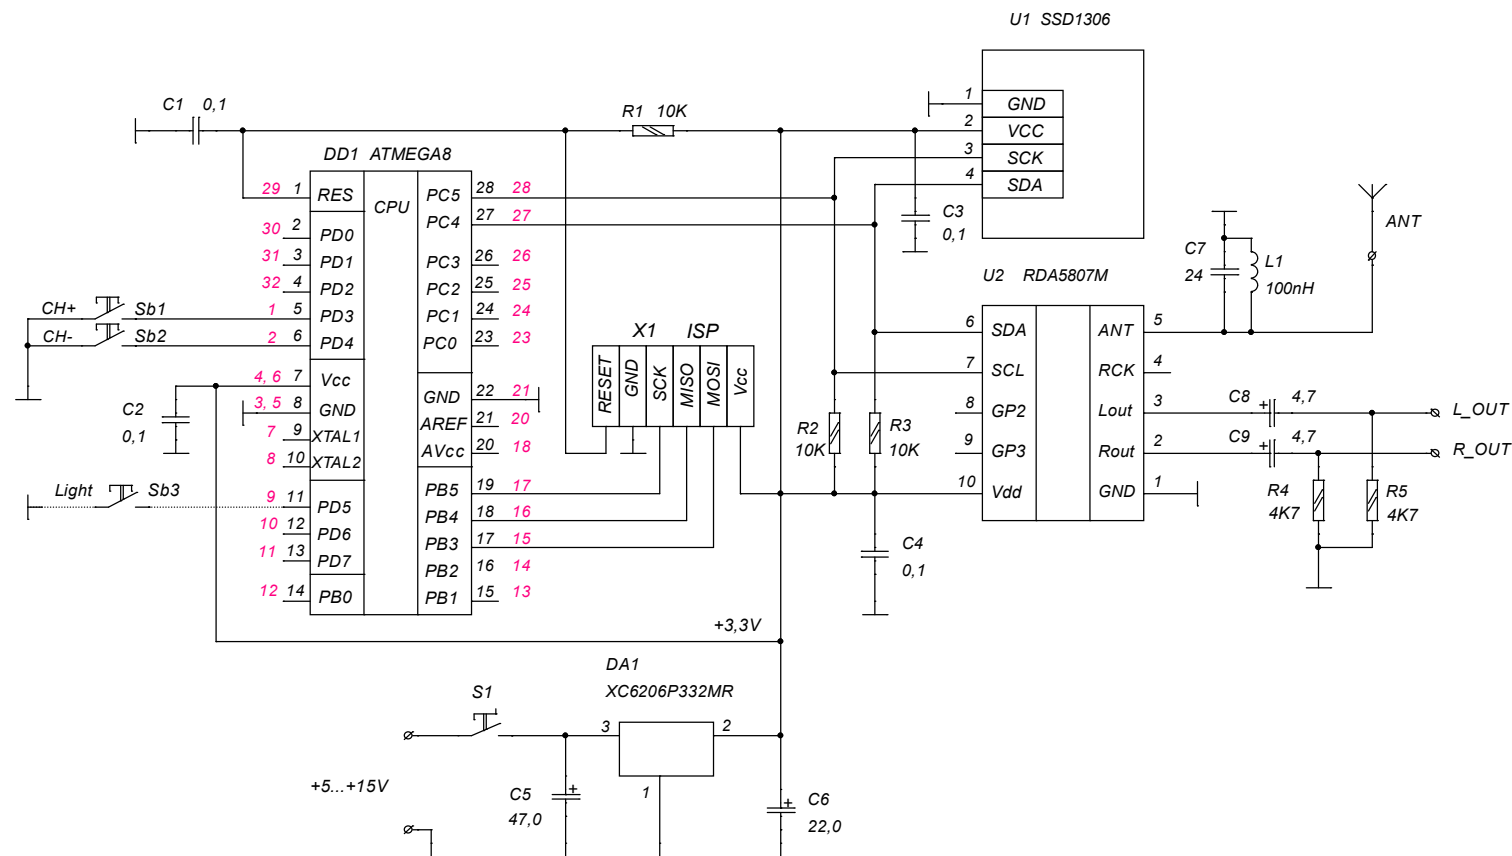 U1 SSD1306
1 GND
2 VCC
3 SCK
4 SDA
C1 0,1
R1 10K
C3
0,1
DD1 ATMEGA8
CPU
29 1 RES
30 2 PD0
31 3 PD1
32 4 PD2
CH+ Sb1 1 5 PD3
CH- Sb2 2 6 PD4
4, 6 7 Vcc
3, 5 8 GND
7 9 XTAL1
8 10 XTAL2
Light Sb3 9 11 PD5
10 12 PD6
11 13 PD7
12 14 PB0
PC5 28 28
PC4 27 27
PC3 26 26
PC2 25 25
PC1 24 24
PC0 23 23
GND 22 21
AREF 21 20
AVcc 20 18
PB5 19 17
PB4 18 16
PB3 17 15
PB2 16 14
PB1 15 13
C2
0,1
X1 ISP
RESET
GND
SCK
MISO
MOSI
Vcc
R2
10K
R3
10K
C4
0,1
U2 RDA5807M
6 SDA
7 SCL
8 GP2
9 GP3
10 Vdd
ANT 5
RCK 4
Lout 3
Rout 2
GND 1
C7
24
L1
100nH
ANT
C8 + 4,7 L_OUT
C9 + 4,7 R_OUT
R4
4K7
R5
4K7
+3,3V
DA1
XC6206P332MR
S1
3 2
1
+5...+15V
C5 +
47,0
+ C6
22,0